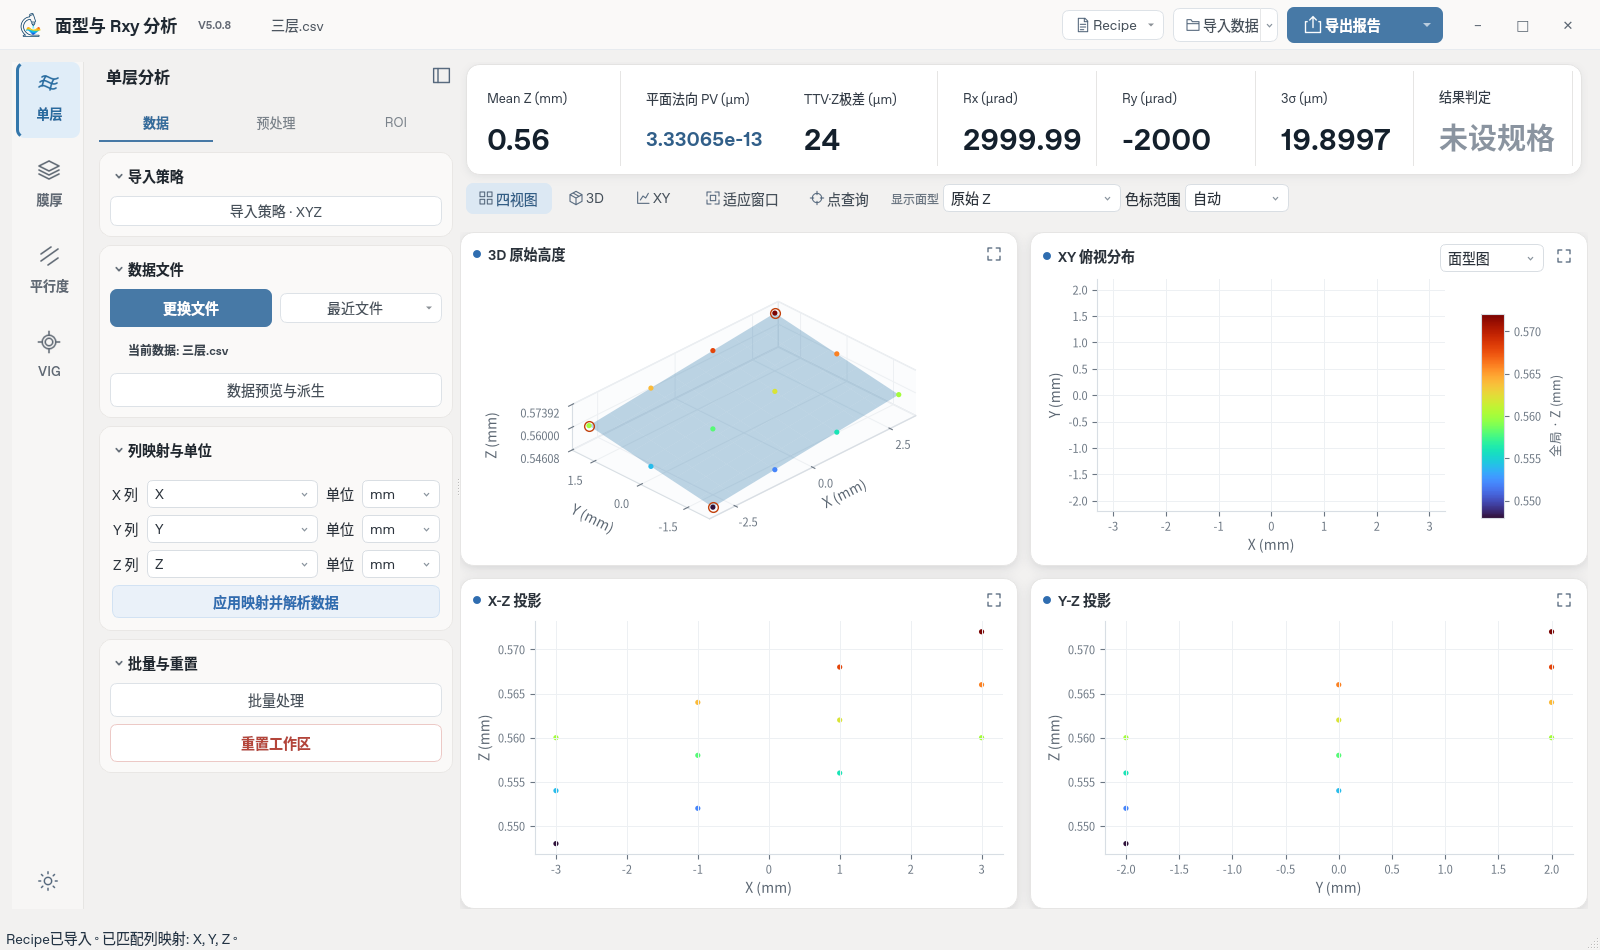 面型与 Rxy 分析 V5.0.8 三层.csv Recipe 导入数据 导出报告
单层
膜厚
平行度
VIG
单层分析
数据 预处理 ROI
导入策略
导入策略 · XYZ
数据文件
更换文件 最近文件
当前数据: 三层.csv
数据预览与派生
列映射与单位
X 列 X 单位 mm
Y 列 Y 单位 mm
Z 列 Z 单位 mm
应用映射并解析数据
批量与重置
批量处理
重置工作区
Mean Z (mm) 平面法向 PV (μm) TTV·Z极差 (μm) Rx (μrad) Ry (μrad) 3σ (μm) 结果判定
0.56 3.33065e-13 24 2999.99 -2000 19.8997 未设规格
四视图 3D XY 适应窗口 点查询 显示面型 原始 Z 色标范围 自动
3D 原始高度
0.57392
0.56000
0.54608
Z (mm)
1.5
0.0
-1.5
Y (mm)
-2.5
0.0
2.5
X (mm)
XY 俯视分布 面型图
2.0
1.5
1.0
0.5
0.0
-0.5
-1.0
-1.5
-2.0
Y (mm)
-3 -2 -1 0 1 2 3
X (mm)
0.570
0.565
0.560
0.555
0.550
全局 · Z (mm)
X-Z 投影
0.570
0.565
0.560
0.555
0.550
Z (mm)
-3 -2 -1 0 1 2 3
X (mm)
Y-Z 投影
0.570
0.565
0.560
0.555
0.550
Z (mm)
-2.0 -1.5 -1.0 -0.5 0.0 0.5 1.0 1.5 2.0
Y (mm)
Recipe已导入。已匹配列映射: X, Y, Z。